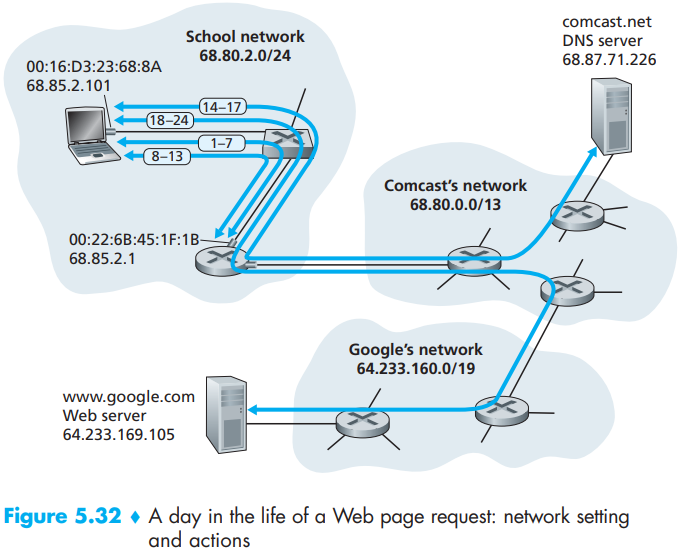 School network
68.80.2.0/24
comcast.net
DNS server
68.87.71.226
00:16:D3:23:68:8A
68.85.2.101
14–17
18–24
1–7
8–13
Comcast's network
68.80.0.0/13
00:22:6B:45:1F:1B
68.85.2.1
Google's network
64.233.160.0/19
www.google.com
Web server
64.233.169.105
Figure 5.32 ♦ A day in the life of a Web page request: network setting
and actions